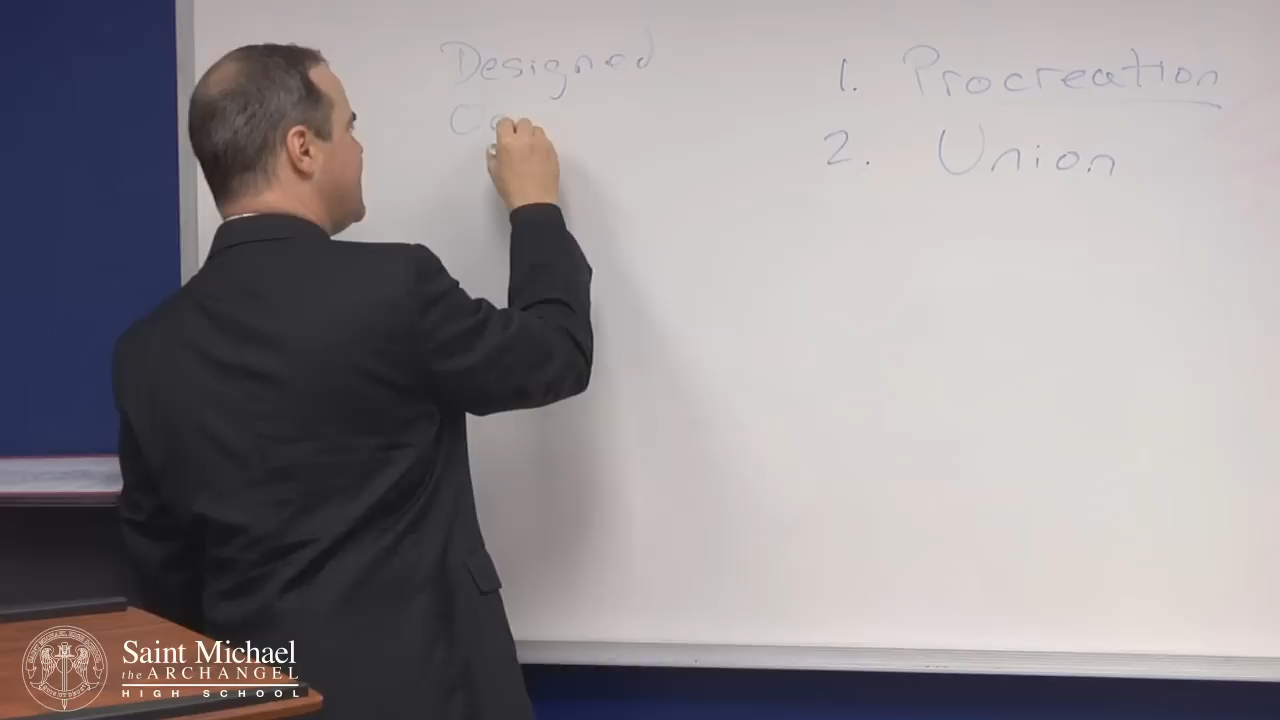 Designed
1. Procreation
2. Union
Saint Michael
the ARCHANGEL
HIGH SCHOOL